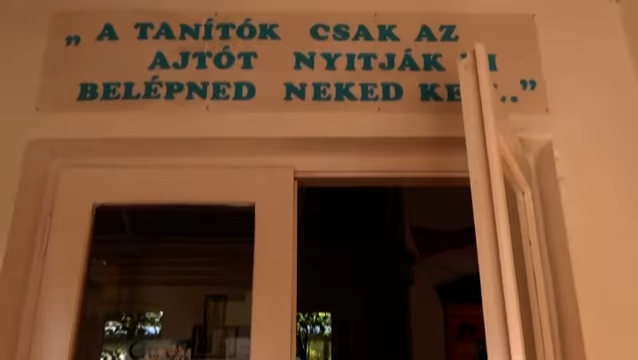 „ A TANÍTÓK CSAK AZ
AJTÓT NYITJÁK
BELÉPNED NEKED ..."